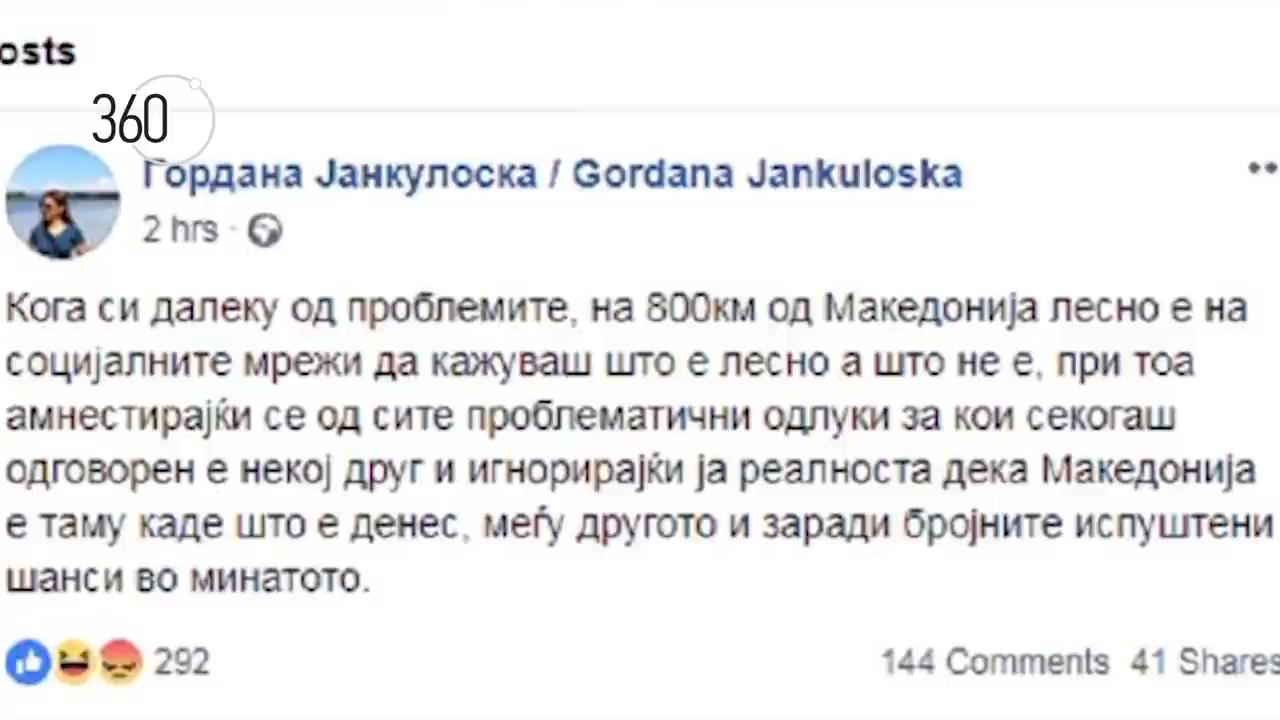 osts
360
Гордана Јанкулоска / Gordana Jankuloska
2 hrs ·
Кога си далеку од проблемите, на 800км од Македонија лесно е на
социјалните мрежи да кажуваш што е лесно а што не е, при тоа
амнестирајќи се од сите проблематични одлуки за кои секогаш
одговорен е некој друг и игнорирајќи ја реалноста дека Македонија
е таму каде што е денес, меѓу другото и заради бројните испуштени
шанси во минатото.
292
144 Comments 41 Shares